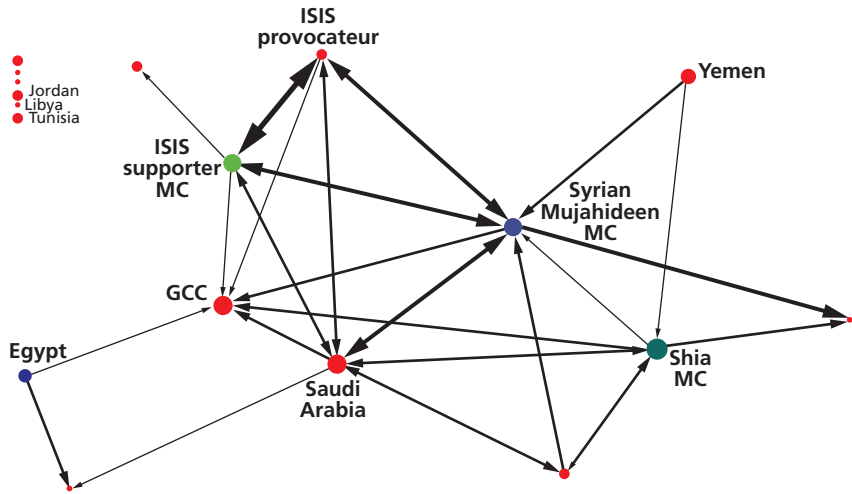 ISIS
provocateur
Yemen
Jordan
Libya
Tunisia
ISIS
supporter
MC
Syrian
Mujahideen
MC
GCC
Egypt
Shia
MC
Saudi
Arabia